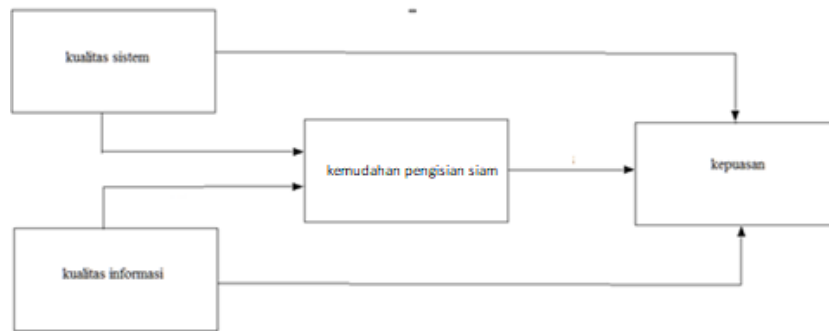 kualitas sistem
kemudahan pengisian siam
kepuasan
kualitas informasi